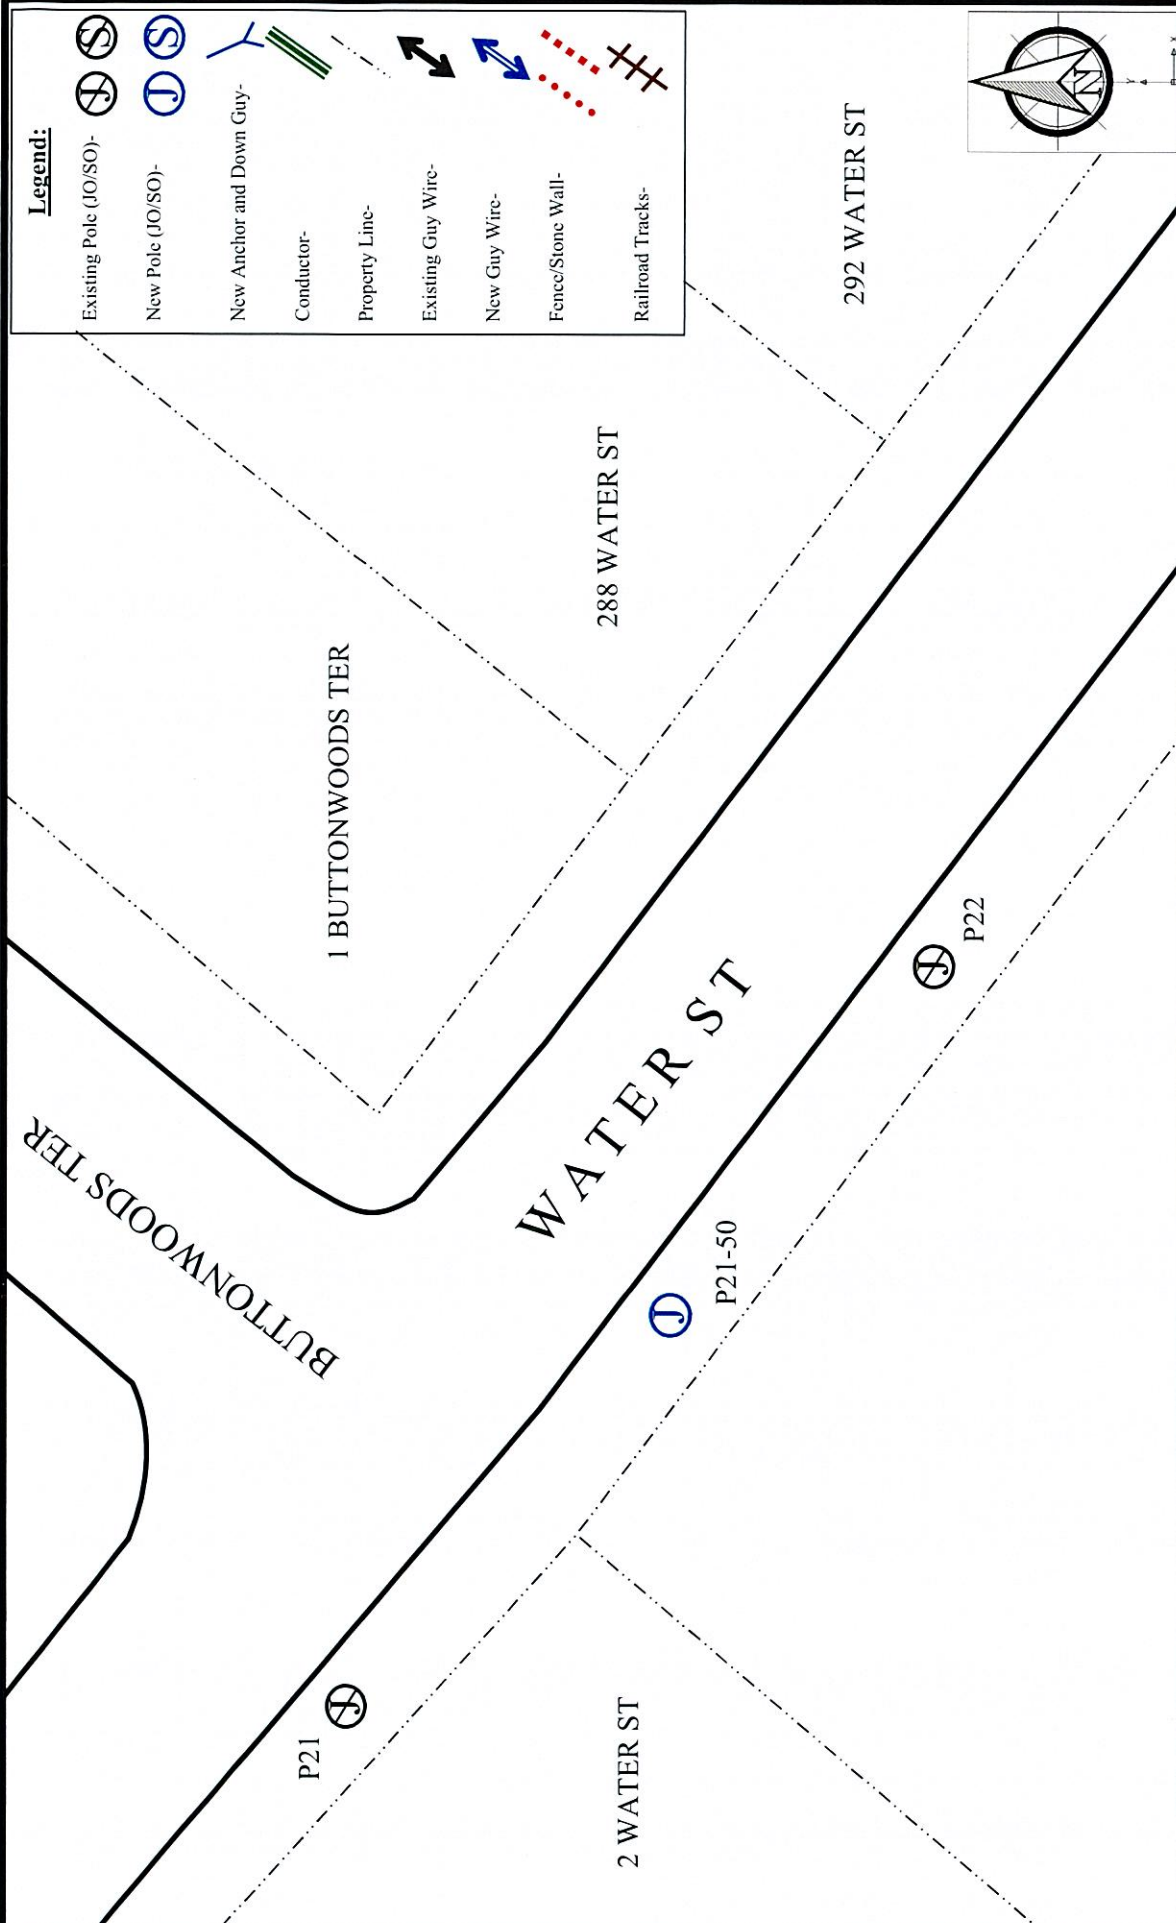 Legend:
Existing Pole (JO/SO)- J S
New Pole (JO/SO)- J S
New Anchor and Down Guy-
Conductor-
Property Line-
Existing Guy Wire-
New Guy Wire-
Fence/Stone Wall-
Railroad Tracks-
N
Y
X
BUTTONWOODS TER
1 BUTTONWOODS TER
288 WATER ST
292 WATER ST
WATER ST
P21
J
J
P21-50
J
P22
2 WATER ST